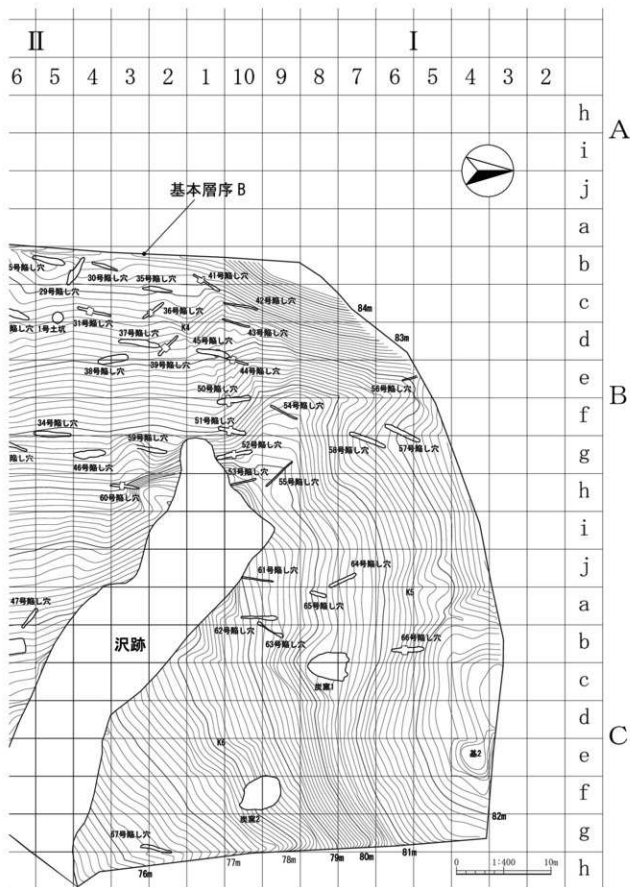 II I
6 5 4 3 2 1 10 9 8 7 6 5 4 3 2
h
i
A
j
a
基本層序 B
b
30号陥し穴
35号陥し穴
41号陥し穴
29号陥し穴
c
42号陥し穴
84m
し穴
1号土坑
31号陥し穴
36号陥し穴
K4
37号陥し穴
43号陥し穴
83m
d
45号陥し穴
38号陥し穴
39号陥し穴
44号陥し穴
e
56号陥し穴
50号陥し穴
B
54号陥し穴
f
34号陥し穴
51号陥し穴
52号陥し穴
58号陥し穴
57号陥し穴
し穴
46号陥し穴
59号陥し穴
g
53号陥し穴
55号陥し穴
60号陥し穴
h
i
61号陥し穴
64号陥し穴
j
65号陥し穴
K5
a
47号陥し穴
62号陥し穴
63号陥し穴
66号陥し穴
沢跡
b
炭窯1
c
d
C
K6
基2
e
炭窯2
f
82m
67号陥し穴
g
76m 77m 78m 79m 80m 81m
0 1:400 10m
h